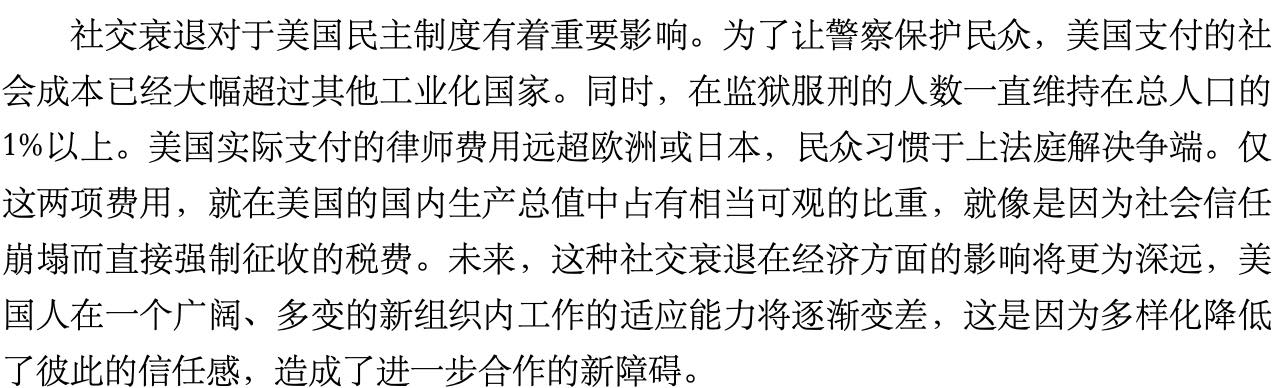 社交衰退对于美国民主制度有着重要影响。为了让警察保护民众，美国支付的社
会成本已经大幅超过其他工业化国家。同时，在监狱服刑的人数一直维持在总人口的
1%以上。美国实际支付的律师费用远超欧洲或日本，民众习惯于上法庭解决争端。仅
这两项费用，就在美国的国内生产总值中占有相当可观的比重，就像是因为社会信任
崩塌而直接强制征收的税费。未来，这种社交衰退在经济方面的影响将更为深远，美
国人在一个广阔、多变的新组织内工作的适应能力将逐渐变差，这是因为多样化降低
了彼此的信任感，造成了进一步合作的新障碍。